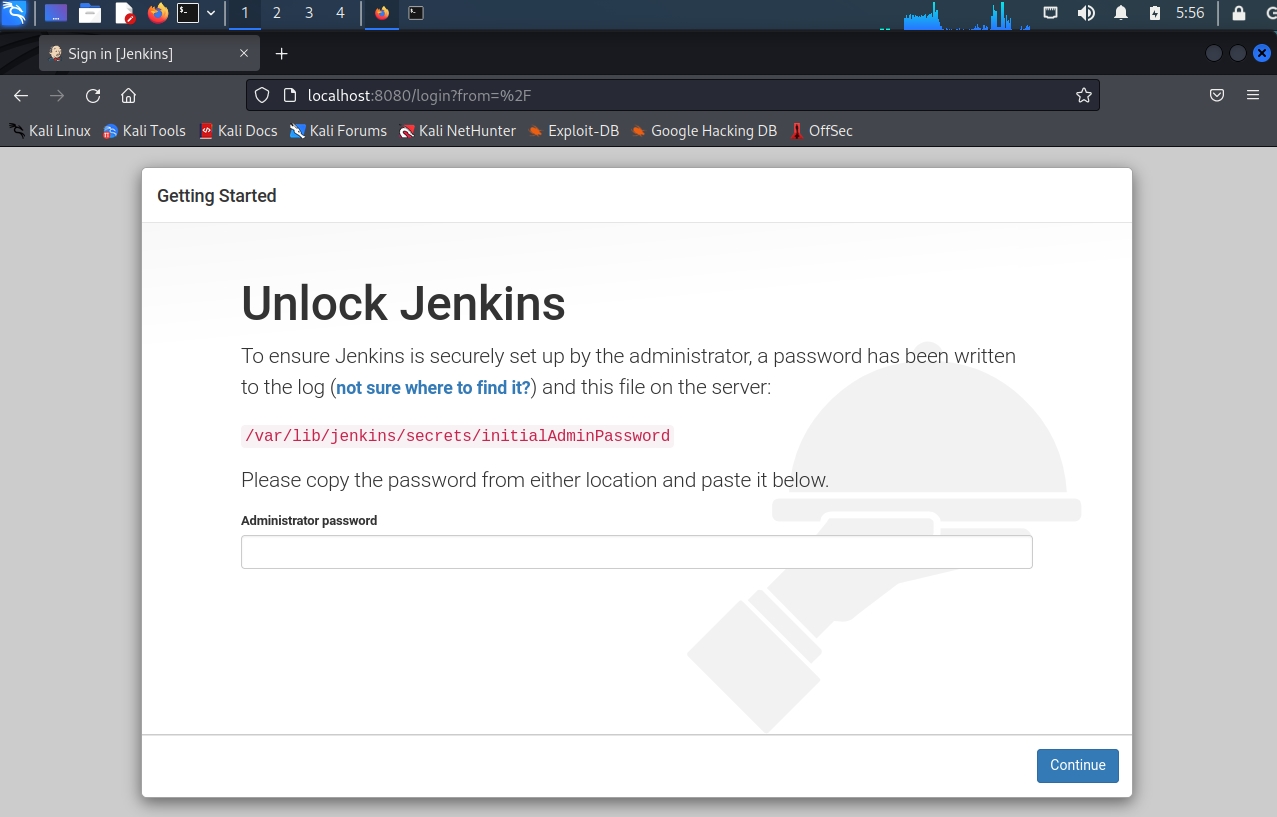 1 2 3 4 5:56
Sign in [Jenkins]
localhost:8080/login?from=%2F
Kali Linux Kali Tools Kali Docs Kali Forums Kali NetHunter Exploit-DB Google Hacking DB OffSec
Getting Started
Unlock Jenkins
To ensure Jenkins is securely set up by the administrator, a password has been written
to the log (not sure where to find it?) and this file on the server:
/var/lib/jenkins/secrets/initialAdminPassword
Please copy the password from either location and paste it below.
Administrator password
Continue